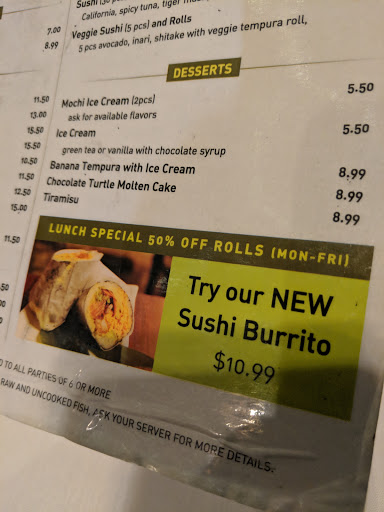 Sushi
California, spicy tuna, tiger
7.00
Veggie Sushi (5 pcs) and Rolls
8.99
5 pcs avocado, inari, shitake with veggie tempura roll,
DESSERTS
11.50
Mochi Ice Cream (2pcs) 5.50
13.00
ask for available flavors
15.50
Ice Cream 5.50
15.50
green tea or vanilla with chocolate syrup
10.50
Banana Tempura with Ice Cream 8.99
11.50
Chocolate Turtle Molten Cake 8.99
12.50
Tiramisu 8.99
15.00
LUNCH SPECIAL 50% OFF ROLLS (MON-FRI)
11.50
Try our NEW
Sushi Burrito
$10.99
TO ALL PARTIES OF 6 OR MORE
RAW AND UNCOOKED FISH, ASK YOUR SERVER FOR MORE DETAILS.